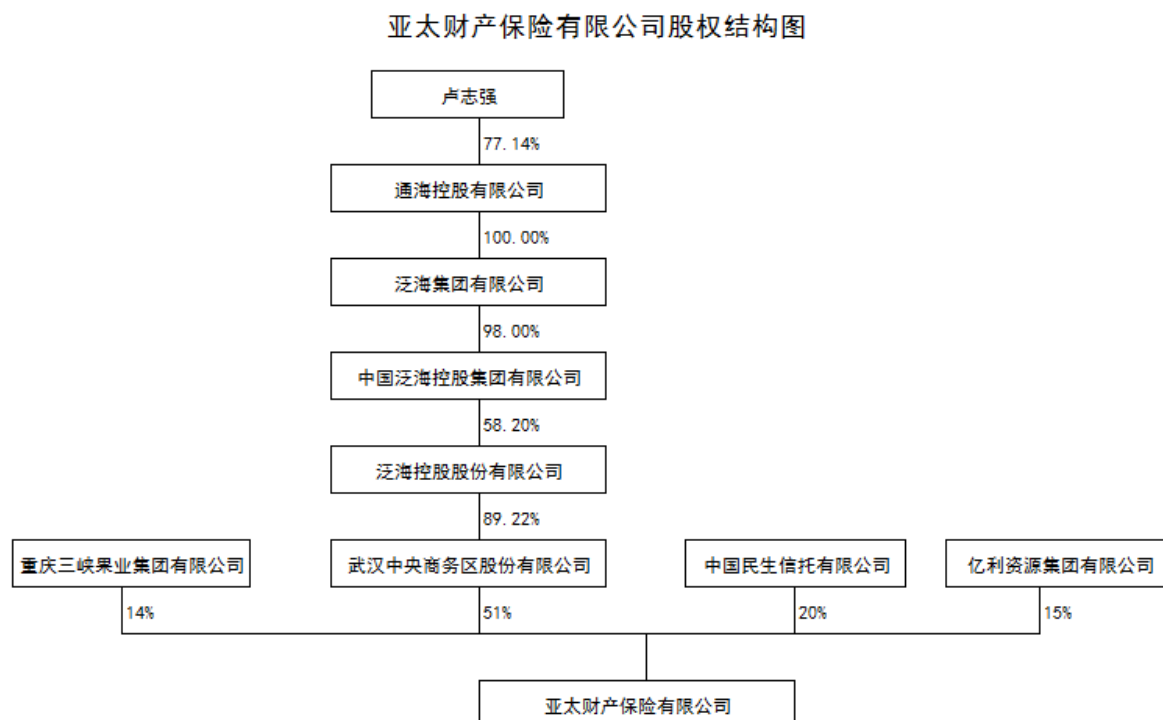 亚太财产保险有限公司股权结构图
卢志强
77.14%
通海控股有限公司
100.00%
泛海集团有限公司
98.00%
中国泛海控股集团有限公司
58.20%
泛海控股股份有限公司
89.22%
重庆三峡果业集团有限公司
武汉中央商务区股份有限公司
中国民生信托有限公司
亿利资源集团有限公司
14%
51%
20%
15%
亚太财产保险有限公司